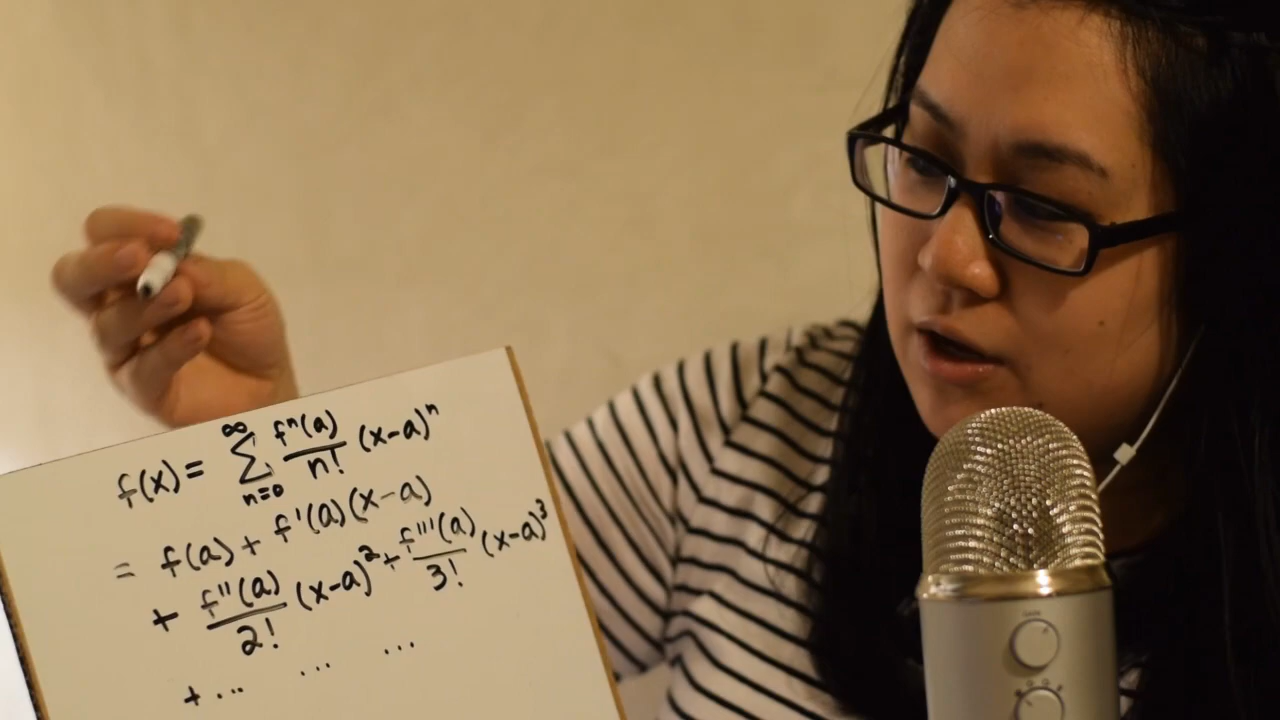 f(x) = ∞ Σ n=0 fⁿ(a)/n! (x-a)ⁿ
= f(a) + f'(a)(x-a)
+ f''(a)/2! (x-a)² + f'''(a)/3! (x-a)³
+ ... ... ...